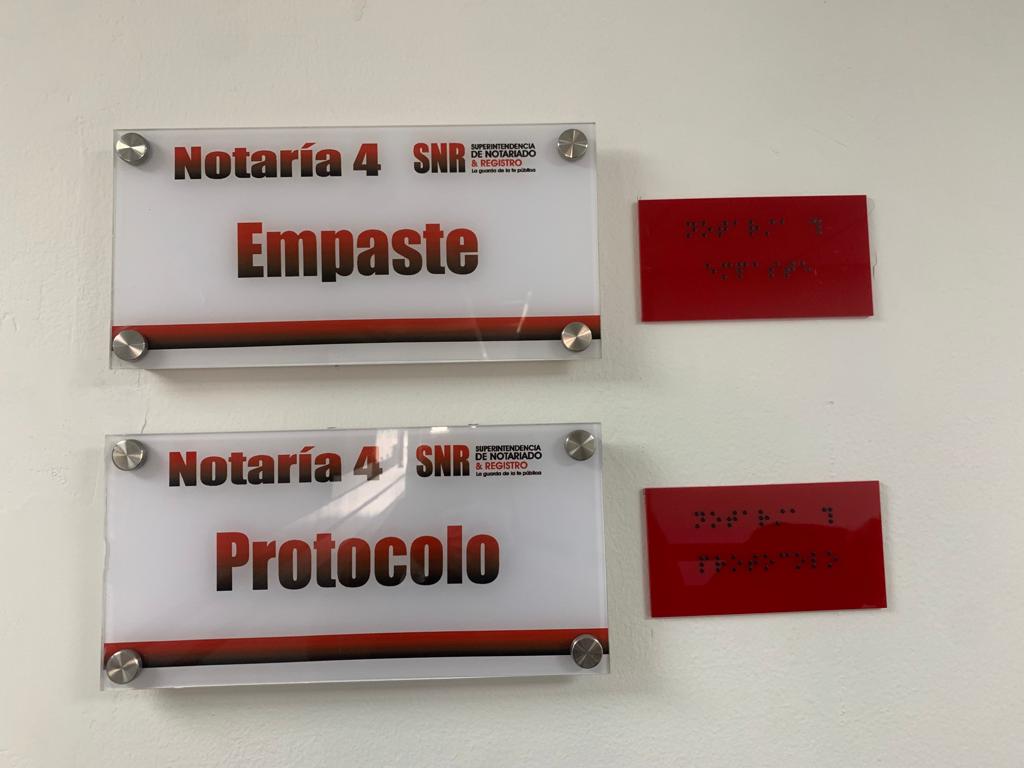 Notaría 4
SNR
SUPERINTENDENCIA
DE NOTARIADO
& REGISTRO
La guarda de la fe pública
Empaste
Notaría 4
SNR
SUPERINTENDENCIA
DE NOTARIADO
& REGISTRO
La guarda de la fe pública
Protocolo